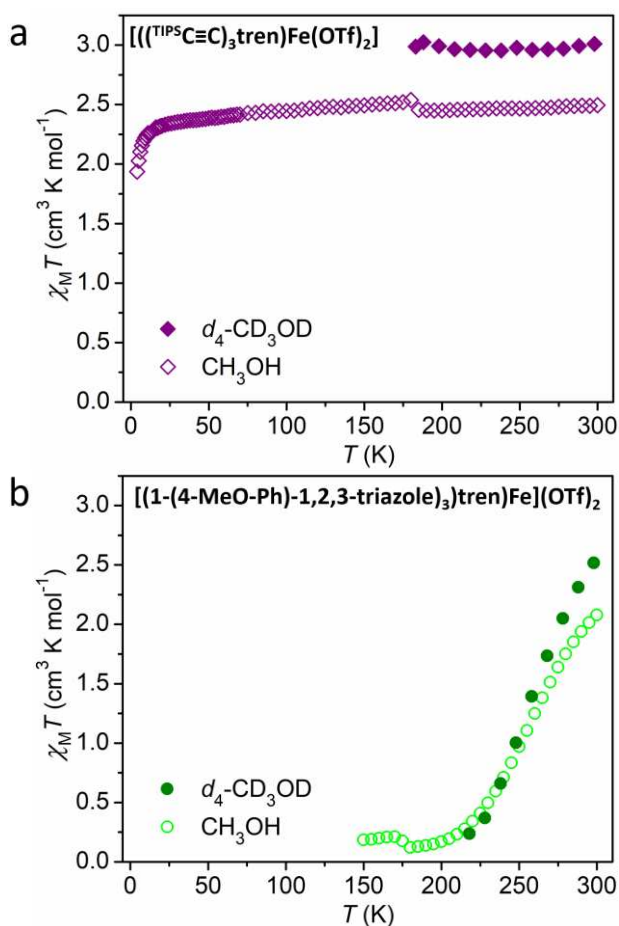 a
[((ᵀᴵᴾˢC≡C)₃tren)Fe(OTf)₂]
3.0
2.5
2.0
1.5
1.0
0.5
0.0
χ_M T (cm³ K mol⁻¹)
d₄-CD₃OD
CH₃OH
0 50 100 150 200 250 300
T (K)
b
[(1-(4-MeO-Ph)-1,2,3-triazole)₃)tren)Fe](OTf)₂
3.0
2.5
2.0
1.5
1.0
0.5
0.0
χ_M T (cm³ K mol⁻¹)
d₄-CD₃OD
CH₃OH
0 50 100 150 200 250 300
T (K)